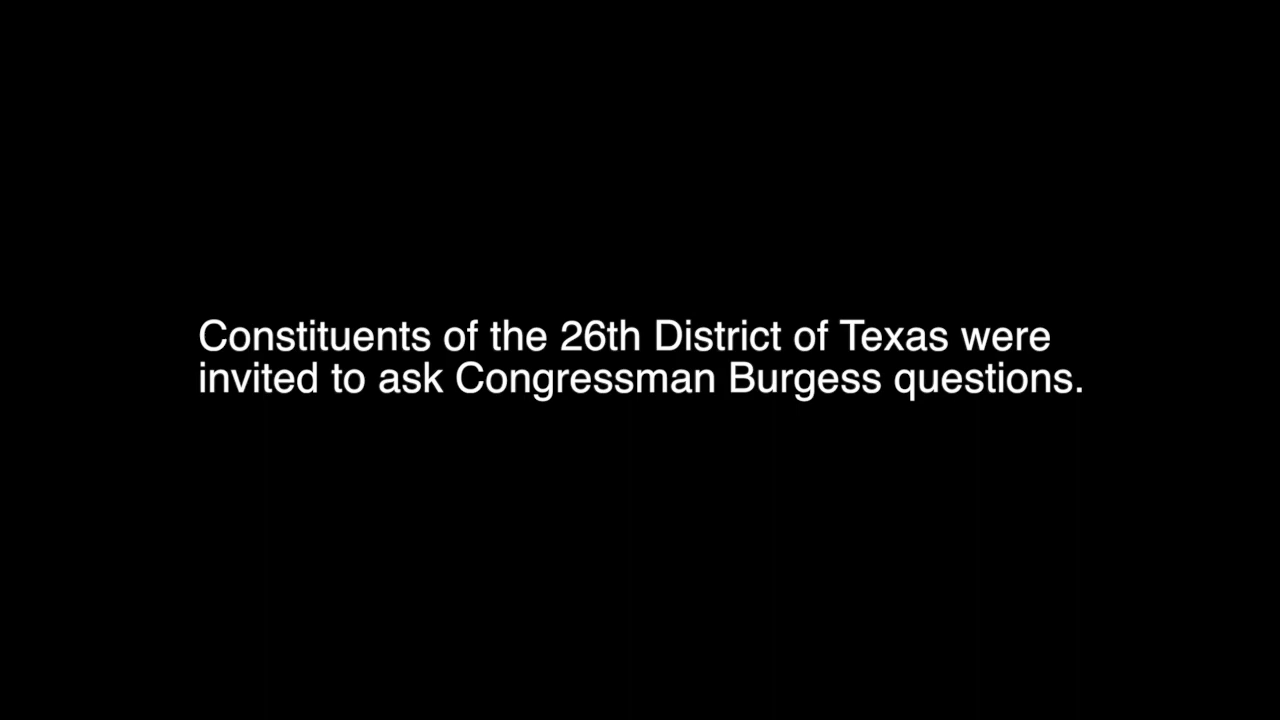 Constituents of the 26th District of Texas were
invited to ask Congressman Burgess questions.